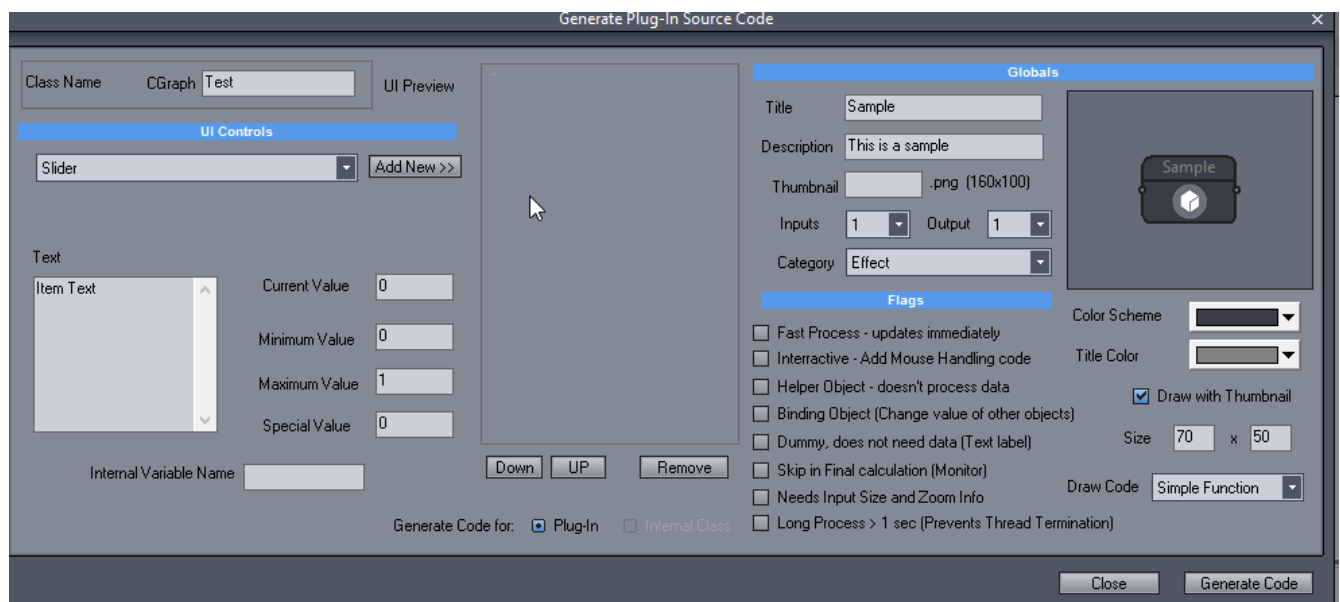 Generate Plug-In Source Code
Class Name CGraph Test
UI Preview
UI Controls
Slider
Add New >>
Text
Item Text
Current Value 0
Minimum Value 0
Maximum Value 1
Special Value 0
Internal Variable Name
Down UP Remove
Generate Code for: Plug-In Internal Class
Globals
Title Sample
Description This is a sample
Thumbnail .png (160x100)
Inputs 1 Output 1
Category Effect
Sample
Flags
Fast Process - updates immediately
Interractive - Add Mouse Handling code
Helper Object - doesn't process data
Binding Object (Change value of other objects)
Dummy, does not need data (Text label)
Skip in Final calculation (Monitor)
Needs Input Size and Zoom Info
Long Process > 1 sec (Prevents Thread Termination)
Color Scheme
Title Color
Draw with Thumbnail
Size 70 x 50
Draw Code Simple Function
Close Generate Code